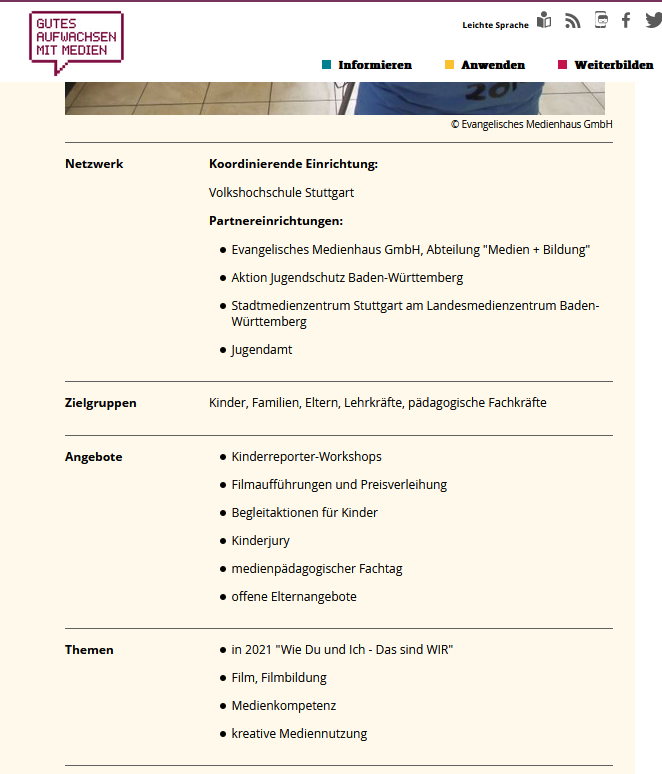 GUTES
AUFWACHSEN
MIT MEDIEN
Leichte Sprache
Informieren
Anwenden
Weiterbilden
© Evangelisches Medienhaus GmbH
Netzwerk
Koordinierende Einrichtung:
Volkshochschule Stuttgart
Partnereinrichtungen:
Evangelisches Medienhaus GmbH, Abteilung "Medien + Bildung"
Aktion Jugendschutz Baden-Württemberg
Stadtmedienzentrum Stuttgart am Landesmedienzentrum Baden-
Württemberg
Jugendamt
Zielgruppen
Kinder, Familien, Eltern, Lehrkräfte, pädagogische Fachkräfte
Angebote
Kinderreporter-Workshops
Filmaufführungen und Preisverleihung
Begleitaktionen für Kinder
Kinderjury
medienpädagogischer Fachtag
offene Elternangebote
Themen
in 2021 "Wie Du und Ich - Das sind WIR"
Film, Filmbildung
Medienkompetenz
kreative Mediennutzung